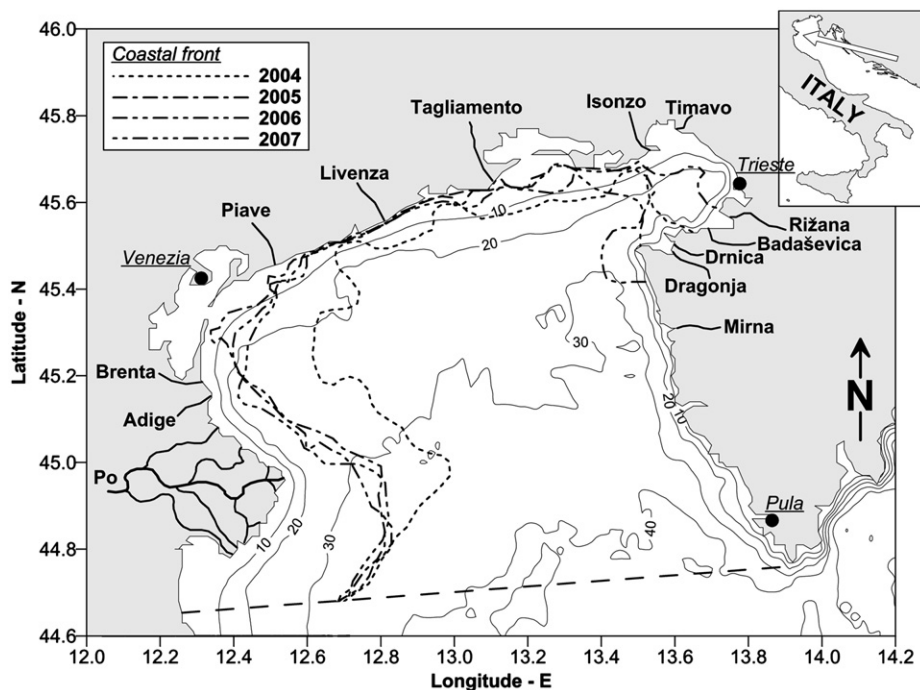 46.0
45.8
45.6
45.4
45.2
45.0
44.8
44.6
Latitude - N
Coastal front
2004
2005
2006
2007
ITALY
Tagliamento
Isonzo
Timavo
Trieste
Livenza
Piave
Venezia
Rižana
Badaševica
Drnica
Dragonja
Mirna
Brenta
Adige
Po
Pula
N
10
20
30
20
10
10
20
30
40
12.0 12.2 12.4 12.6 12.8 13.0 13.2 13.4 13.6 13.8 14.0 14.2
Longitude - E